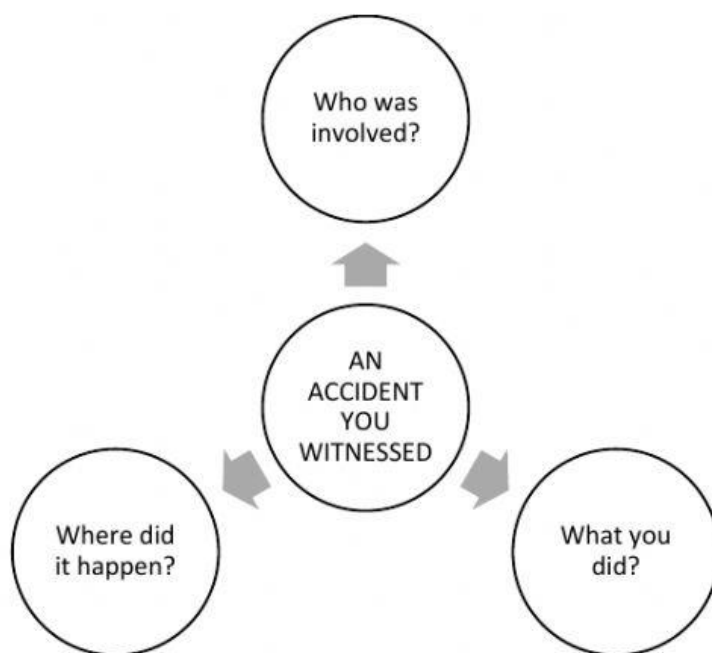 Who was
involved?
AN
ACCIDENT
YOU
WITNESSED
Where did
it happen?
What you
did?